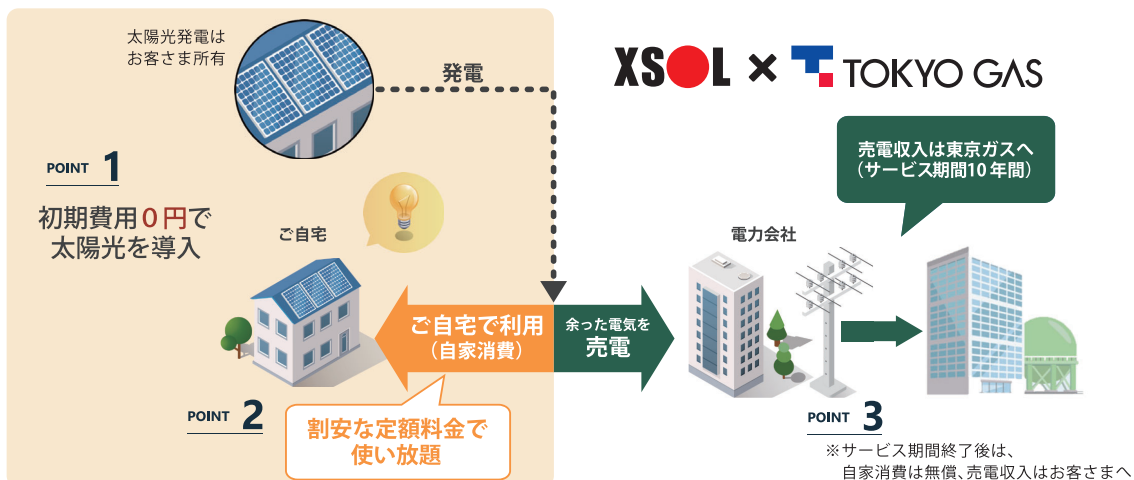 太陽光発電は
お客さま所有
発電
XSOL × TOKYO GAS
売電収入は東京ガスへ
（サービス期間10年間）
POINT 1
初期費用0円で
太陽光を導入
ご自宅
電力会社
ご自宅で利用
（自家消費）
余った電気を
売電
POINT 2
割安な定額料金で
使い放題
POINT 3
※サービス期間終了後は、
自家消費は無償、売電収入はお客さまへ